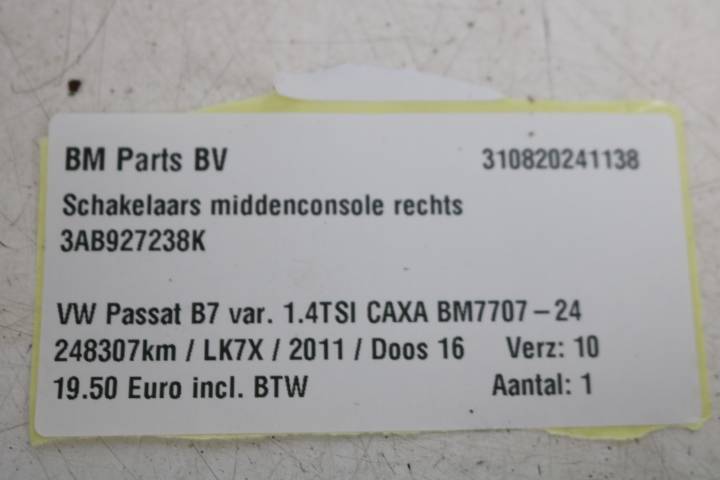 BM Parts BV 310820241138
Schakelaars middenconsole rechts
3AB927238K
VW Passat B7 var. 1.4TSI CAXA BM7707-24
248307km / LK7X / 2011 / Doos 16 Verz: 10
19.50 Euro incl. BTW Aantal: 1